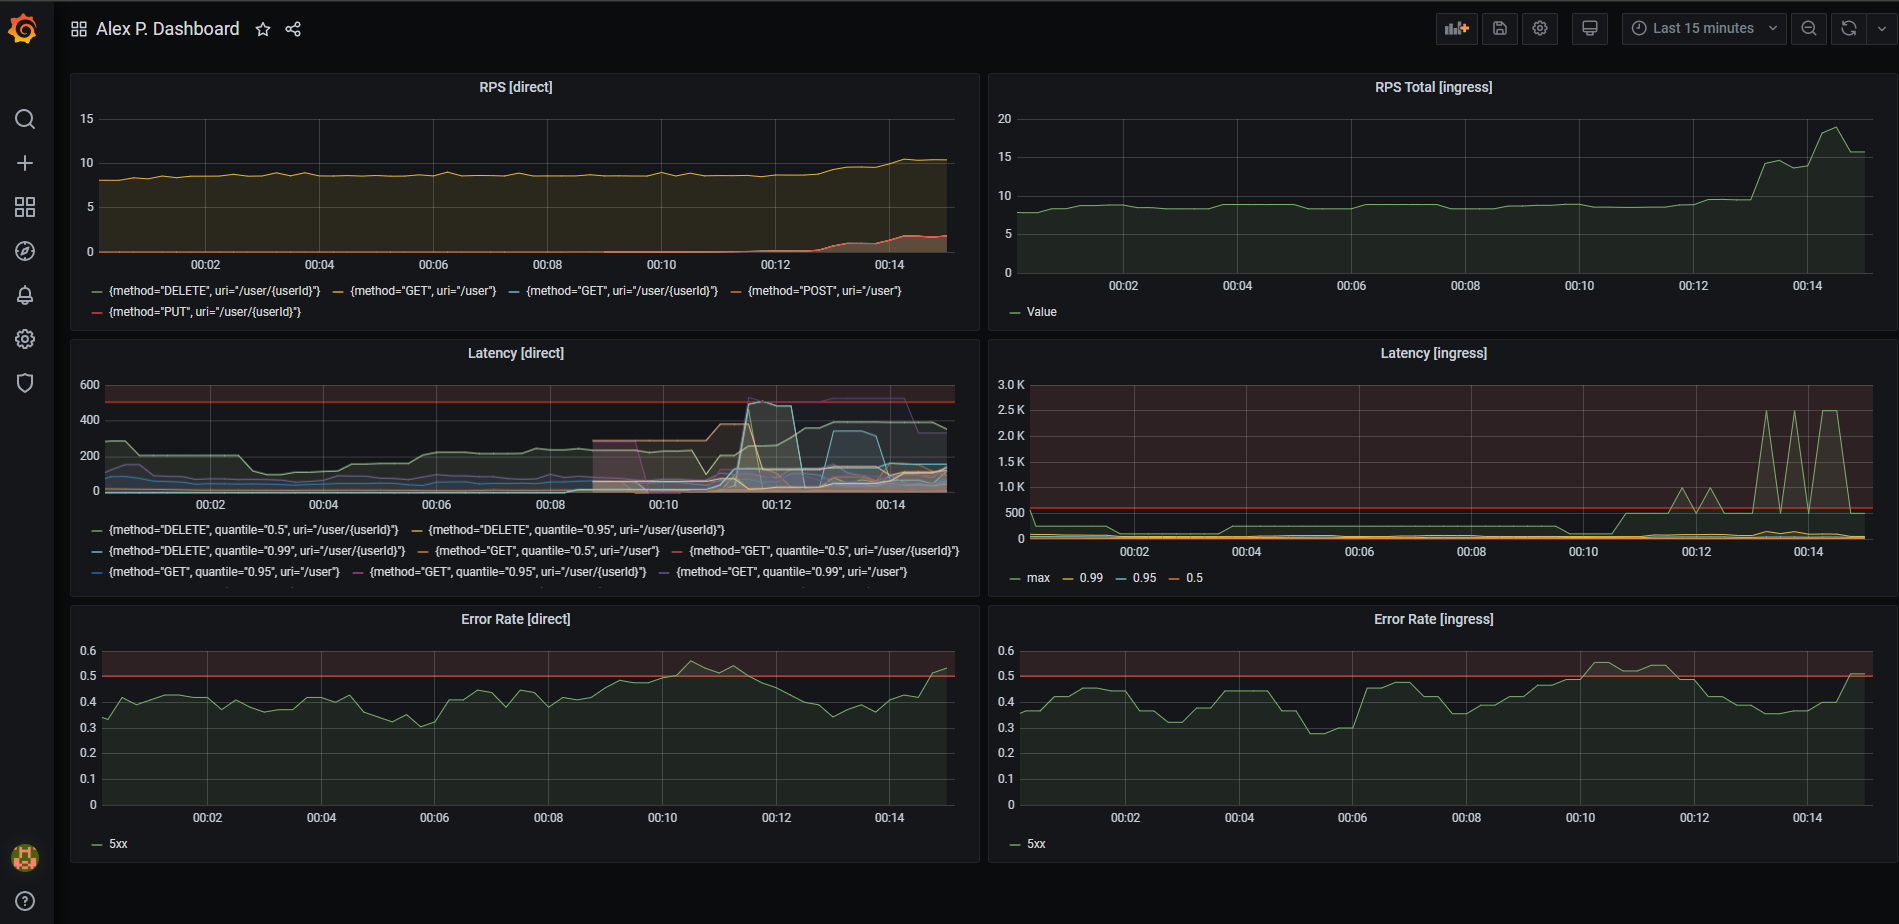 Alex P. Dashboard
Last 15 minutes
RPS [direct]
15
10
5
0
00:02 00:04 00:06 00:08 00:10 00:12 00:14
{method="DELETE", uri="/user/{userId}"} {method="GET", uri="/user"} {method="GET", uri="/user/{userId}"} {method="POST", uri="/user"}
{method="PUT", uri="/user/{userId}"}
RPS Total [ingress]
20
15
10
5
0
00:02 00:04 00:06 00:08 00:10 00:12 00:14
Value
Latency [direct]
600
400
200
0
00:02 00:04 00:06 00:08 00:10 00:12 00:14
{method="DELETE", quantile="0.5", uri="/user/{userId}"} {method="DELETE", quantile="0.95", uri="/user/{userId}"}
{method="DELETE", quantile="0.99", uri="/user/{userId}"} {method="GET", quantile="0.5", uri="/user"} {method="GET", quantile="0.5", uri="/user/{userId}"}
{method="GET", quantile="0.95", uri="/user"} {method="GET", quantile="0.95", uri="/user/{userId}"} {method="GET", quantile="0.99", uri="/user"}
Latency [ingress]
3.0 K
2.5 K
2.0 K
1.5 K
1.0 K
500
0
00:02 00:04 00:06 00:08 00:10 00:12 00:14
max 0.99 0.95 0.5
Error Rate [direct]
0.6
0.5
0.4
0.3
0.2
0.1
0
00:02 00:04 00:06 00:08 00:10 00:12 00:14
5xx
Error Rate [ingress]
0.6
0.5
0.4
0.3
0.2
0.1
0
00:02 00:04 00:06 00:08 00:10 00:12 00:14
5xx